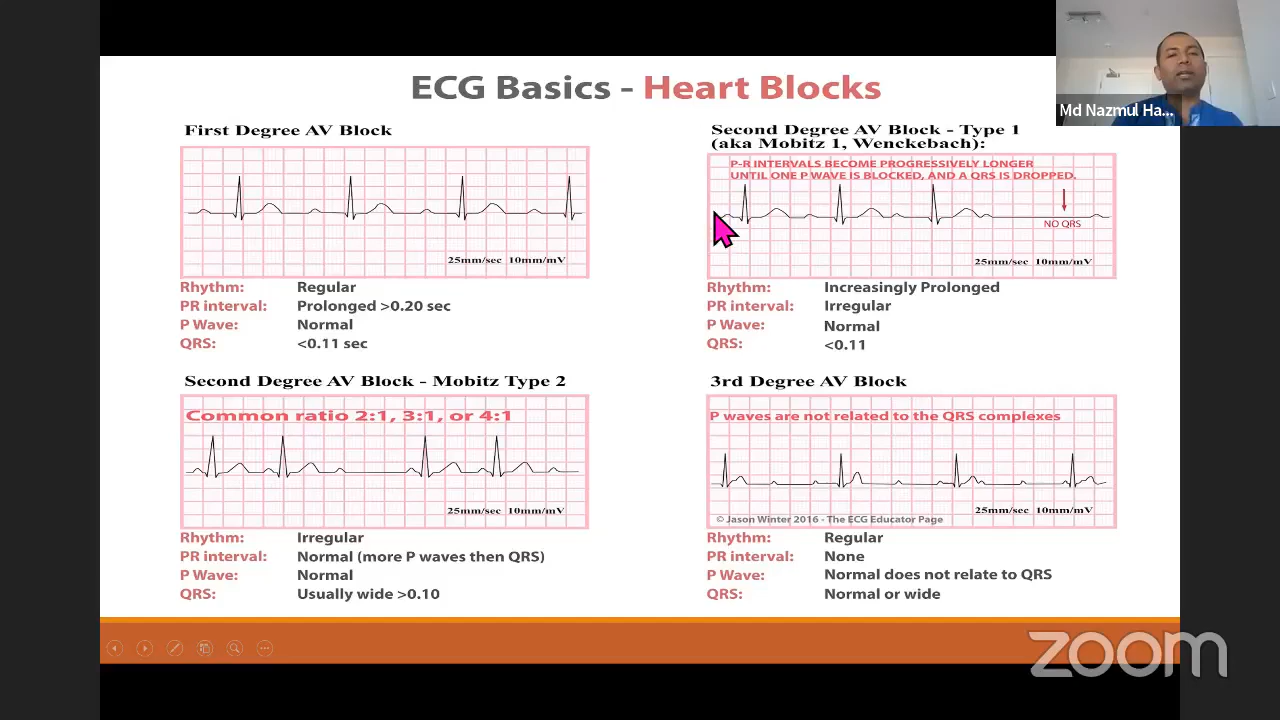 ECG Basics - Heart Blocks
Md Nazmul Ha...
First Degree AV Block
25mm/sec 10mm/mV
Rhythm: Regular
PR interval: Prolonged >0.20 sec
P Wave: Normal
QRS: <0.11 sec
Second Degree AV Block - Type 1
(aka Mobitz 1, Wenckebach):
P-R INTERVALS BECOME PROGRESSIVELY LONGER
UNTIL ONE P WAVE IS BLOCKED, AND A QRS IS DROPPED.
NO QRS
25mm/sec 10mm/mV
Rhythm: Increasingly Prolonged
PR interval: Irregular
P Wave: Normal
QRS: <0.11
Second Degree AV Block - Mobitz Type 2
Common ratio 2:1, 3:1, or 4:1
25mm/sec 10mm/mV
Rhythm: Irregular
PR interval: Normal (more P waves then QRS)
P Wave: Normal
QRS: Usually wide >0.10
3rd Degree AV Block
P waves are not related to the QRS complexes
25mm/sec 10mm/mV
© Jason Winter 2016 - The ECG Educator Page
Rhythm: Regular
PR interval: None
P Wave: Normal does not relate to QRS
QRS: Normal or wide
zoom